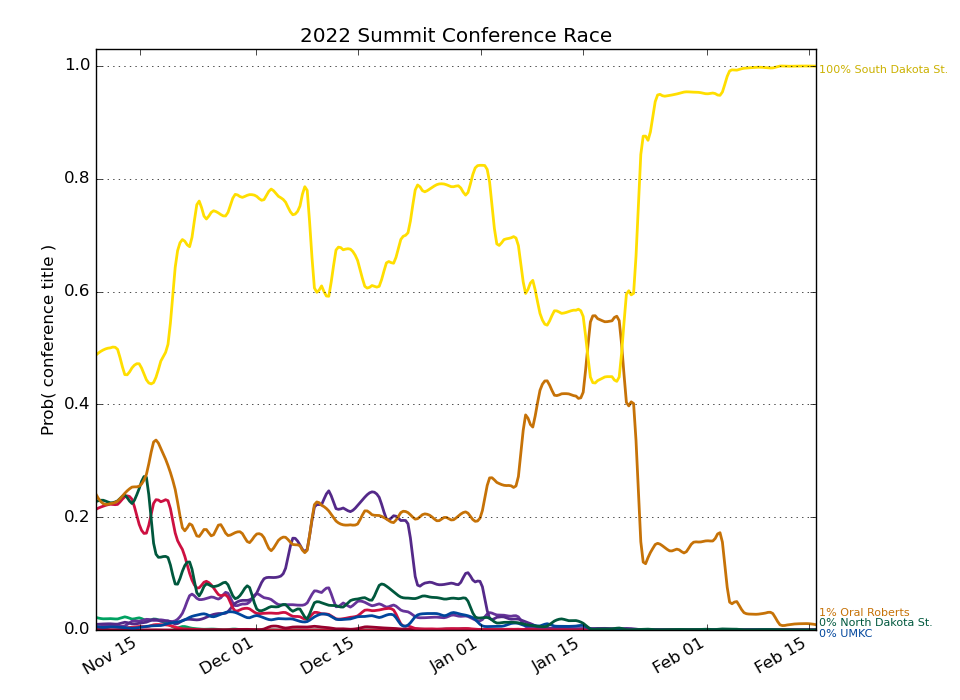 2022 Summit Conference Race
Prob( conference title )
1.0
0.8
0.6
0.4
0.2
0.0
Nov 15
Dec 01
Dec 15
Jan 01
Jan 15
Feb 01
Feb 15
100% South Dakota St.
1% Oral Roberts
0% North Dakota St.
0% UMKC